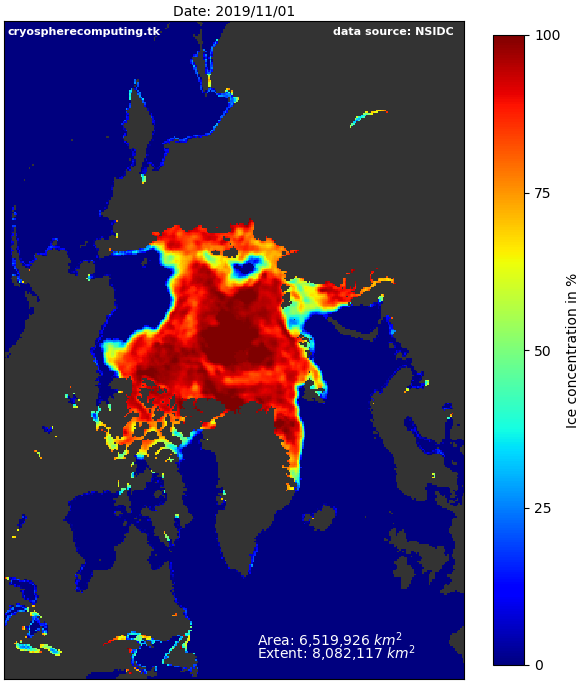 Date: 2019/11/01
cryospherecomputing.tk
data source: NSIDC
100
75
50
25
0
Ice concentration in %
Area: 6,519,926 km²
Extent: 8,082,117 km²